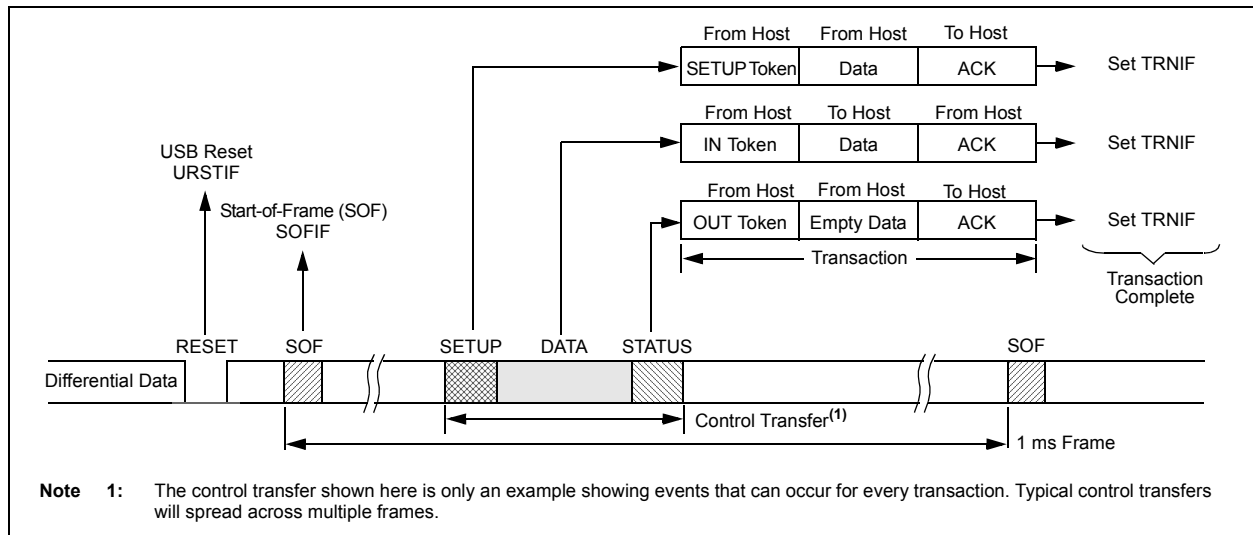 From Host From Host To Host
SETUP Token Data ACK Set TRNIF
From Host To Host From Host
IN Token Data ACK Set TRNIF
USB Reset
URSTIF
From Host From Host To Host
Start-of-Frame (SOF)
SOFIF
OUT Token Empty Data ACK Set TRNIF
Transaction
Transaction
Complete
RESET SOF SETUP DATA STATUS SOF
Differential Data
Control Transfer(1)
1 ms Frame
Note 1: The control transfer shown here is only an example showing events that can occur for every transaction. Typical control transfers
will spread across multiple frames.